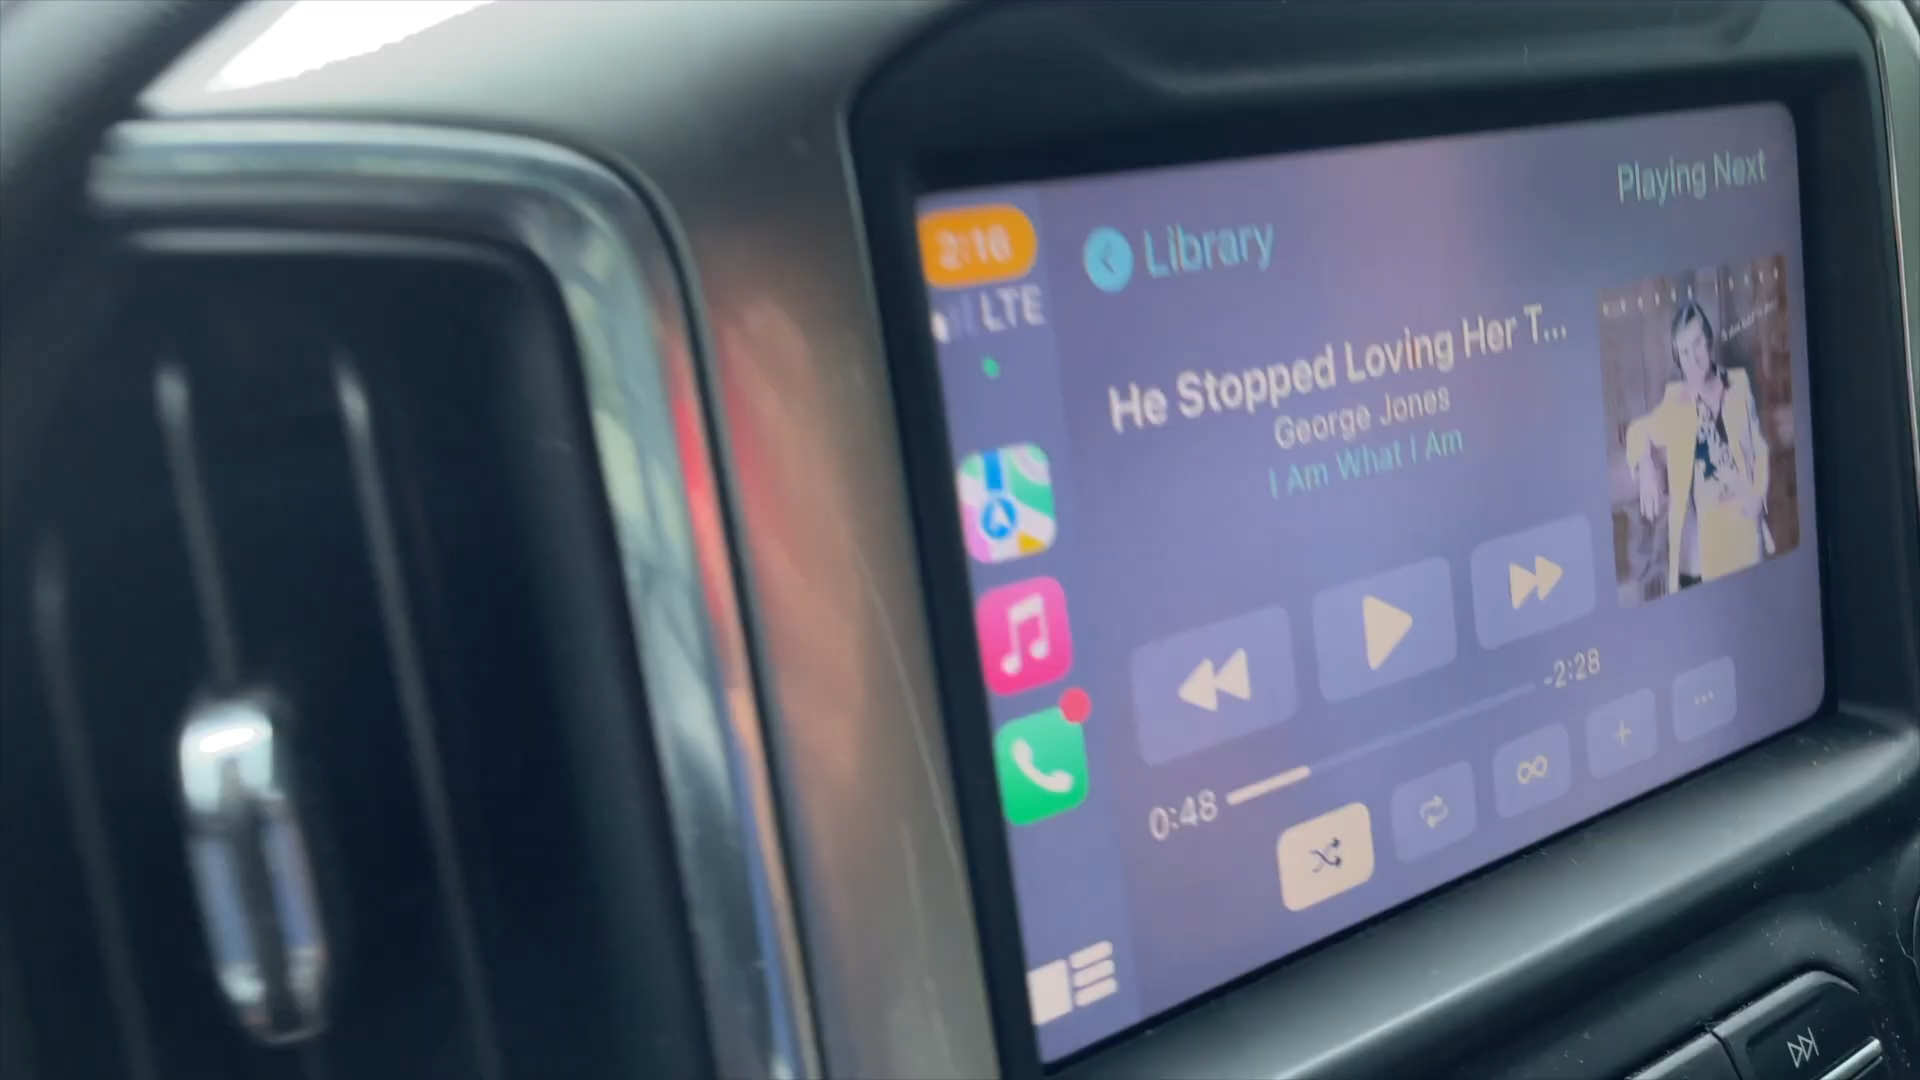 2:16
LTE
Library
Playing Next
He Stopped Loving Her T...
George Jones
I Am What I Am
0:48
-2:28